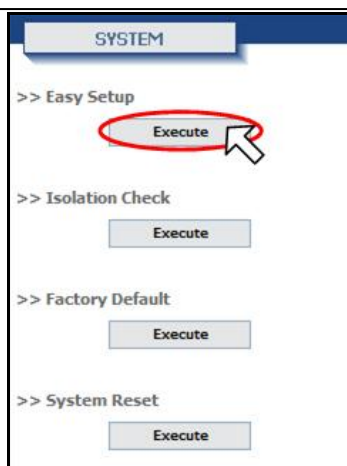 SYSTEM
>> Easy Setup
Execute
>> Isolation Check
Execute
>> Factory Default
Execute
>> System Reset
Execute